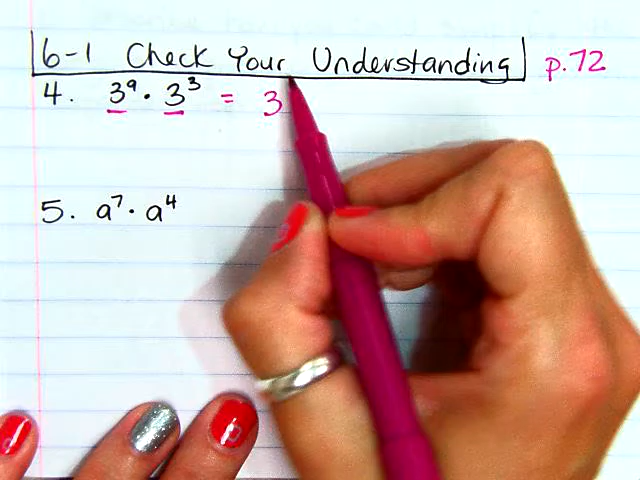 6-1 Check Your Understanding p.72
4. 3⁹ · 3³ = 3
5. a⁷ · a⁴